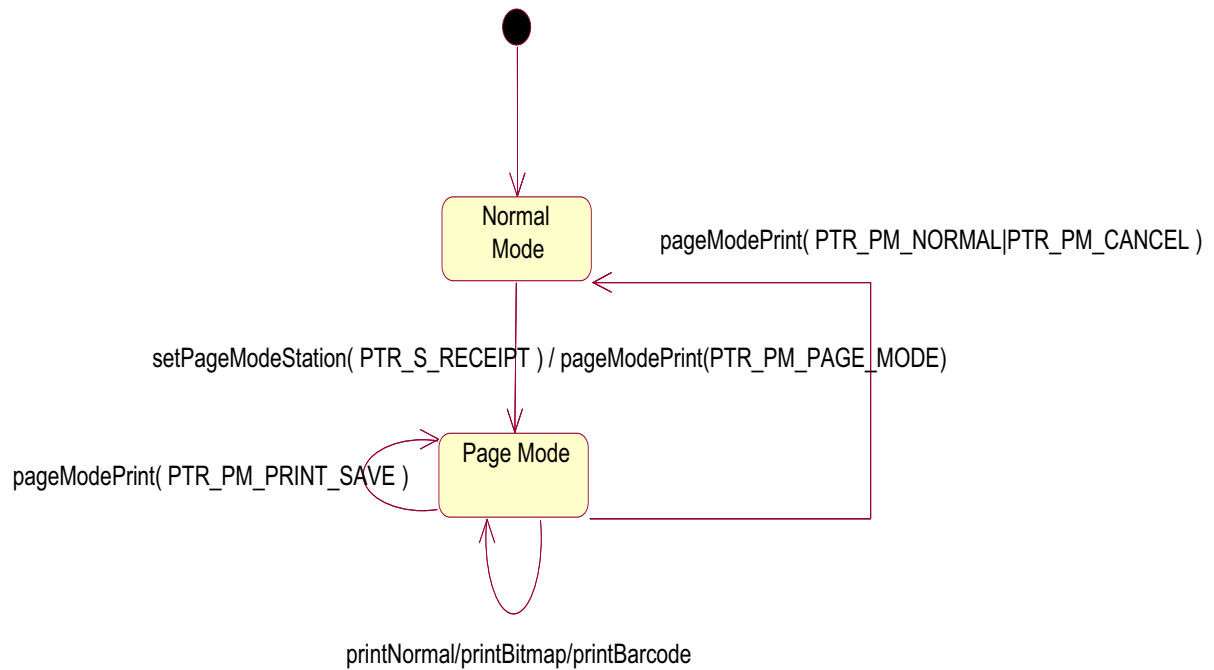 Normal
Mode
pageModePrint( PTR_PM_NORMAL|PTR_PM_CANCEL )
setPageModeStation( PTR_S_RECEIPT ) / pageModePrint(PTR_PM_PAGE_MODE)
Page Mode
pageModePrint( PTR_PM_PRINT_SAVE )
printNormal/printBitmap/printBarcode